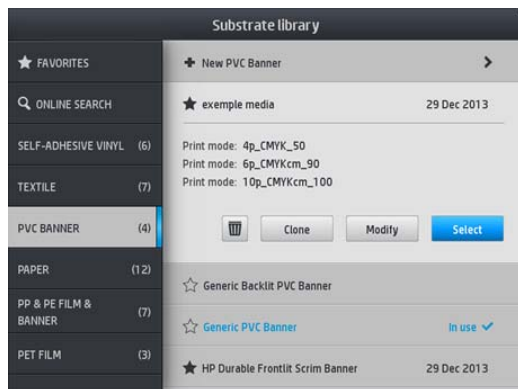 Substrate library
FAVORITES
ONLINE SEARCH
SELF-ADHESIVE VINYL (6)
TEXTILE (7)
PVC BANNER (4)
PAPER (12)
PP & PE FILM &
BANNER (7)
PET FILM (3)
New PVC Banner
exemple media 29 Dec 2013
Print mode: 4p_CMYK_50
Print mode: 6p_CMYKcm_90
Print mode: 10p_CMYKcm_100
Clone Modify Select
Generic Backlit PVC Banner
Generic PVC Banner In use
HP Durable Frontlit Scrim Banner 29 Dec 2013